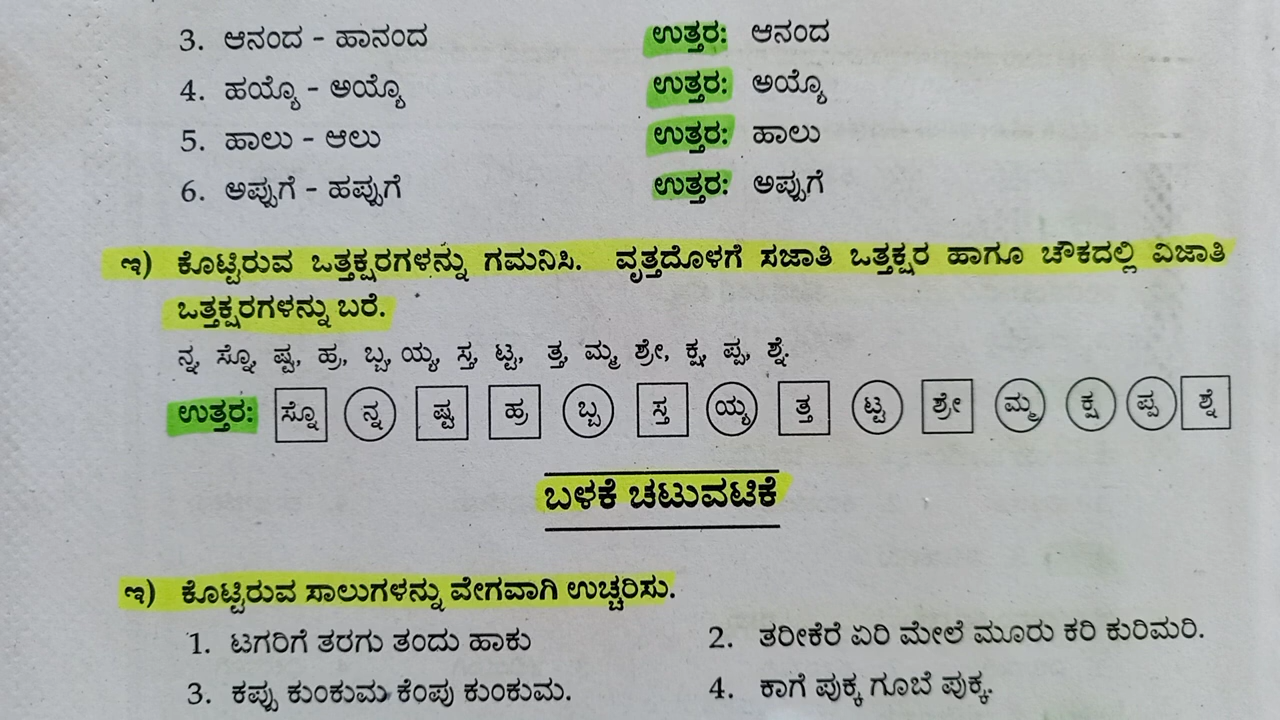 3. ಆನಂದ - ಹಾನಂದ ಉತ್ತರ: ಆನಂದ
4. ಹಯ್ಯೊ - ಅಯ್ಯೊ ಉತ್ತರ: ಅಯ್ಯೊ
5. ಹಾಲು - ಆಲು ಉತ್ತರ: ಹಾಲು
6. ಅಪ್ಪುಗೆ - ಹಪ್ಪುಗೆ ಉತ್ತರ: ಅಪ್ಪುಗೆ
ಇ) ಕೊಟ್ಟಿರುವ ಒತ್ತಕ್ಷರಗಳನ್ನು ಗಮನಿಸಿ. ವೃತ್ತದೊಳಗೆ ಸಜಾತಿ ಒತ್ತಕ್ಷರ ಹಾಗೂ ಚೌಕದಲ್ಲಿ ವಿಜಾತಿ
ಒತ್ತಕ್ಷರಗಳನ್ನು ಬರೆ.
ನ್ನ, ಸ್ನೊ, ಷ್ಟ, ಹ್ರ, ಬ್ಬ, ಯ್ಯ, ಸ್ತ, ಟ್ಟ, ತ್ತ, ಮ್ಮ, ಶ್ರೇ, ಕ್ಷ, ಪ್ಪ, ಶ್ನೆ.
ಉತ್ತರ: ಸ್ನೊ ನ್ನ ಷ್ಟ ಹ್ರ ಬ್ಬ ಸ್ತ ಯ್ಯ ತ್ತ ಟ್ಟ ಶ್ರೇ ಮ್ಮ ಕ್ಷ ಪ್ಪ ಶ್ನೆ
ಬಳಕೆ ಚಟುವಟಿಕೆ
ಇ) ಕೊಟ್ಟಿರುವ ಸಾಲುಗಳನ್ನು ವೇಗವಾಗಿ ಉಚ್ಚರಿಸು.
1. ಟಗರಿಗೆ ತರಗು ತಂದು ಹಾಕು 2. ತರೀಕೆರೆ ಏರಿ ಮೇಲೆ ಮೂರು ಕರಿ ಕುರಿಮರಿ.
3. ಕಪ್ಪು ಕುಂಕುಮ ಕೆಂಪು ಕುಂಕುಮ. 4. ಕಾಗೆ ಪುಕ್ಕ ಗೂಬೆ ಪುಕ್ಕ.